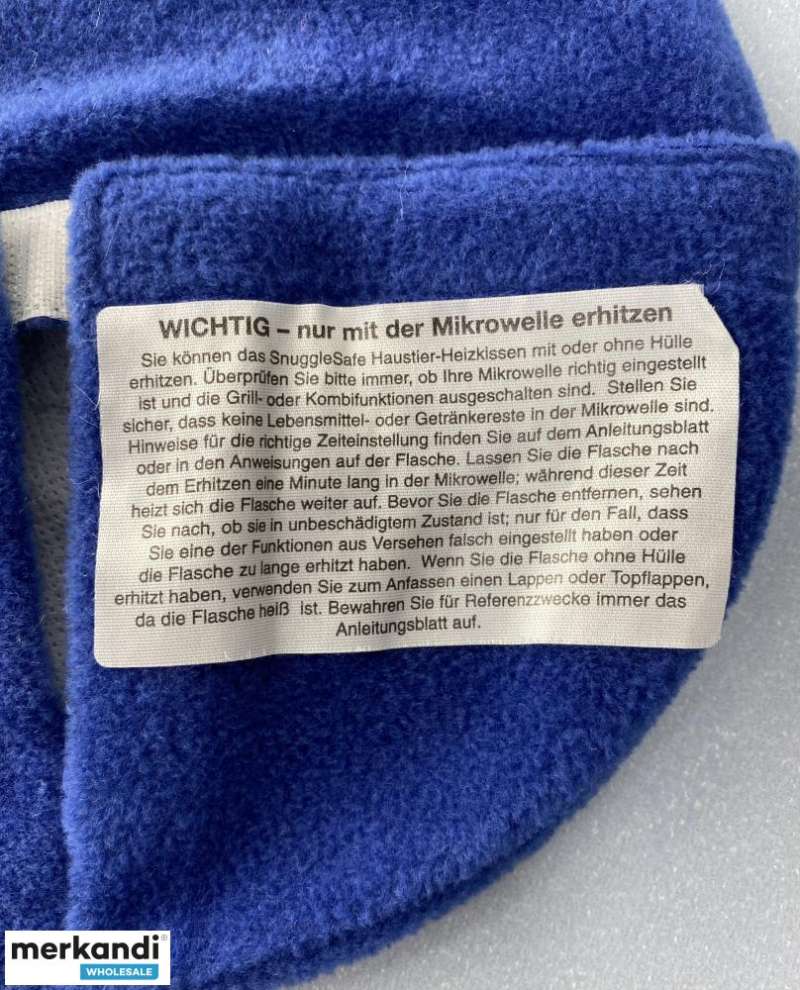 WICHTIG – nur mit der Mikrowelle erhitzen
Sie können das SnuggleSafe Haustier-Heizkissen mit oder ohne Hülle
erhitzen. Überprüfen Sie bitte immer, ob Ihre Mikrowelle richtig eingestellt
ist und die Grill- oder Kombifunktionen ausgeschalten sind. Stellen Sie
sicher, dass keine Lebensmittel- oder Getränkereste in der Mikrowelle sind.
Hinweise für die richtige Zeiteinstellung finden Sie auf dem Anleitungsblatt
oder in den Anweisungen auf der Flasche. Lassen Sie die Flasche nach
dem Erhitzen eine Minute lang in der Mikrowelle; während dieser Zeit
heizt sich die Flasche weiter auf. Bevor Sie die Flasche entfernen, sehen
Sie nach, ob sie in unbeschädigtem Zustand ist; nur für den Fall, dass
Sie eine der Funktionen aus Versehen falsch eingestellt haben oder
die Flasche zu lange erhitzt haben. Wenn Sie die Flasche ohne Hülle
erhitzt haben, verwenden Sie zum Anfassen einen Lappen oder Topflappen,
da die Flasche heiß ist. Bewahren Sie für Referenzzwecke immer das
Anleitungsblatt auf.
merkandi®
WHOLESALE